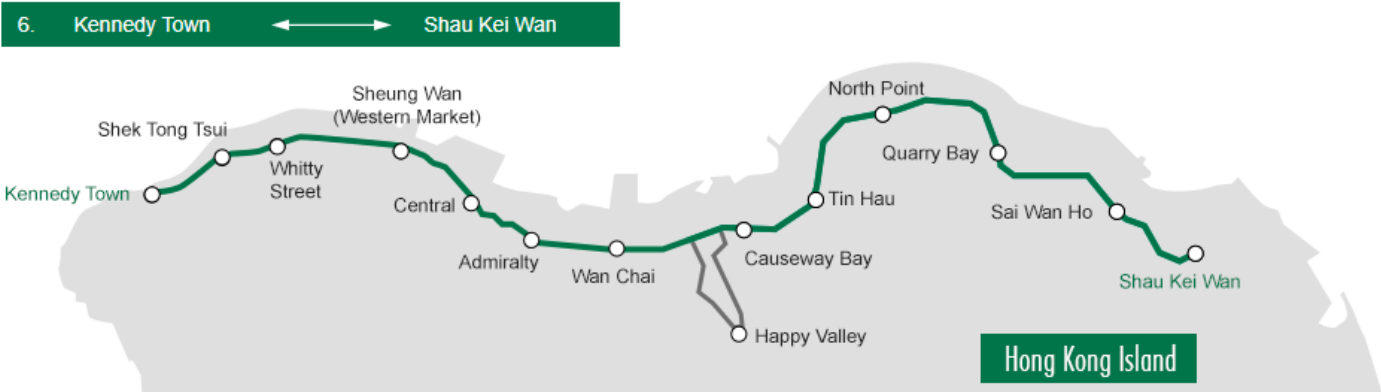 6. Kennedy Town Shau Kei Wan
Sheung Wan
(Western Market)
North Point
Shek Tong Tsui
Quarry Bay
Whitty
Street
Kennedy Town
Tin Hau
Central
Sai Wan Ho
Admiralty
Causeway Bay
Wan Chai
Shau Kei Wan
Happy Valley
Hong Kong Island